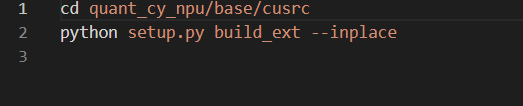 1 cd quant_cy_npu/base/cusrc
2 python setup.py build_ext --inplace
3